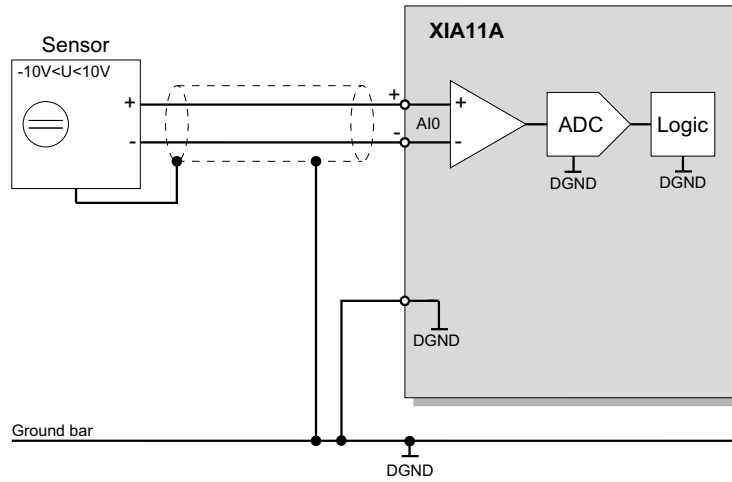 XIA11A
Sensor
-10V<U<10V
+
-
+
-
AI0
+
-
ADC
Logic
DGND
DGND
DGND
Ground bar
DGND